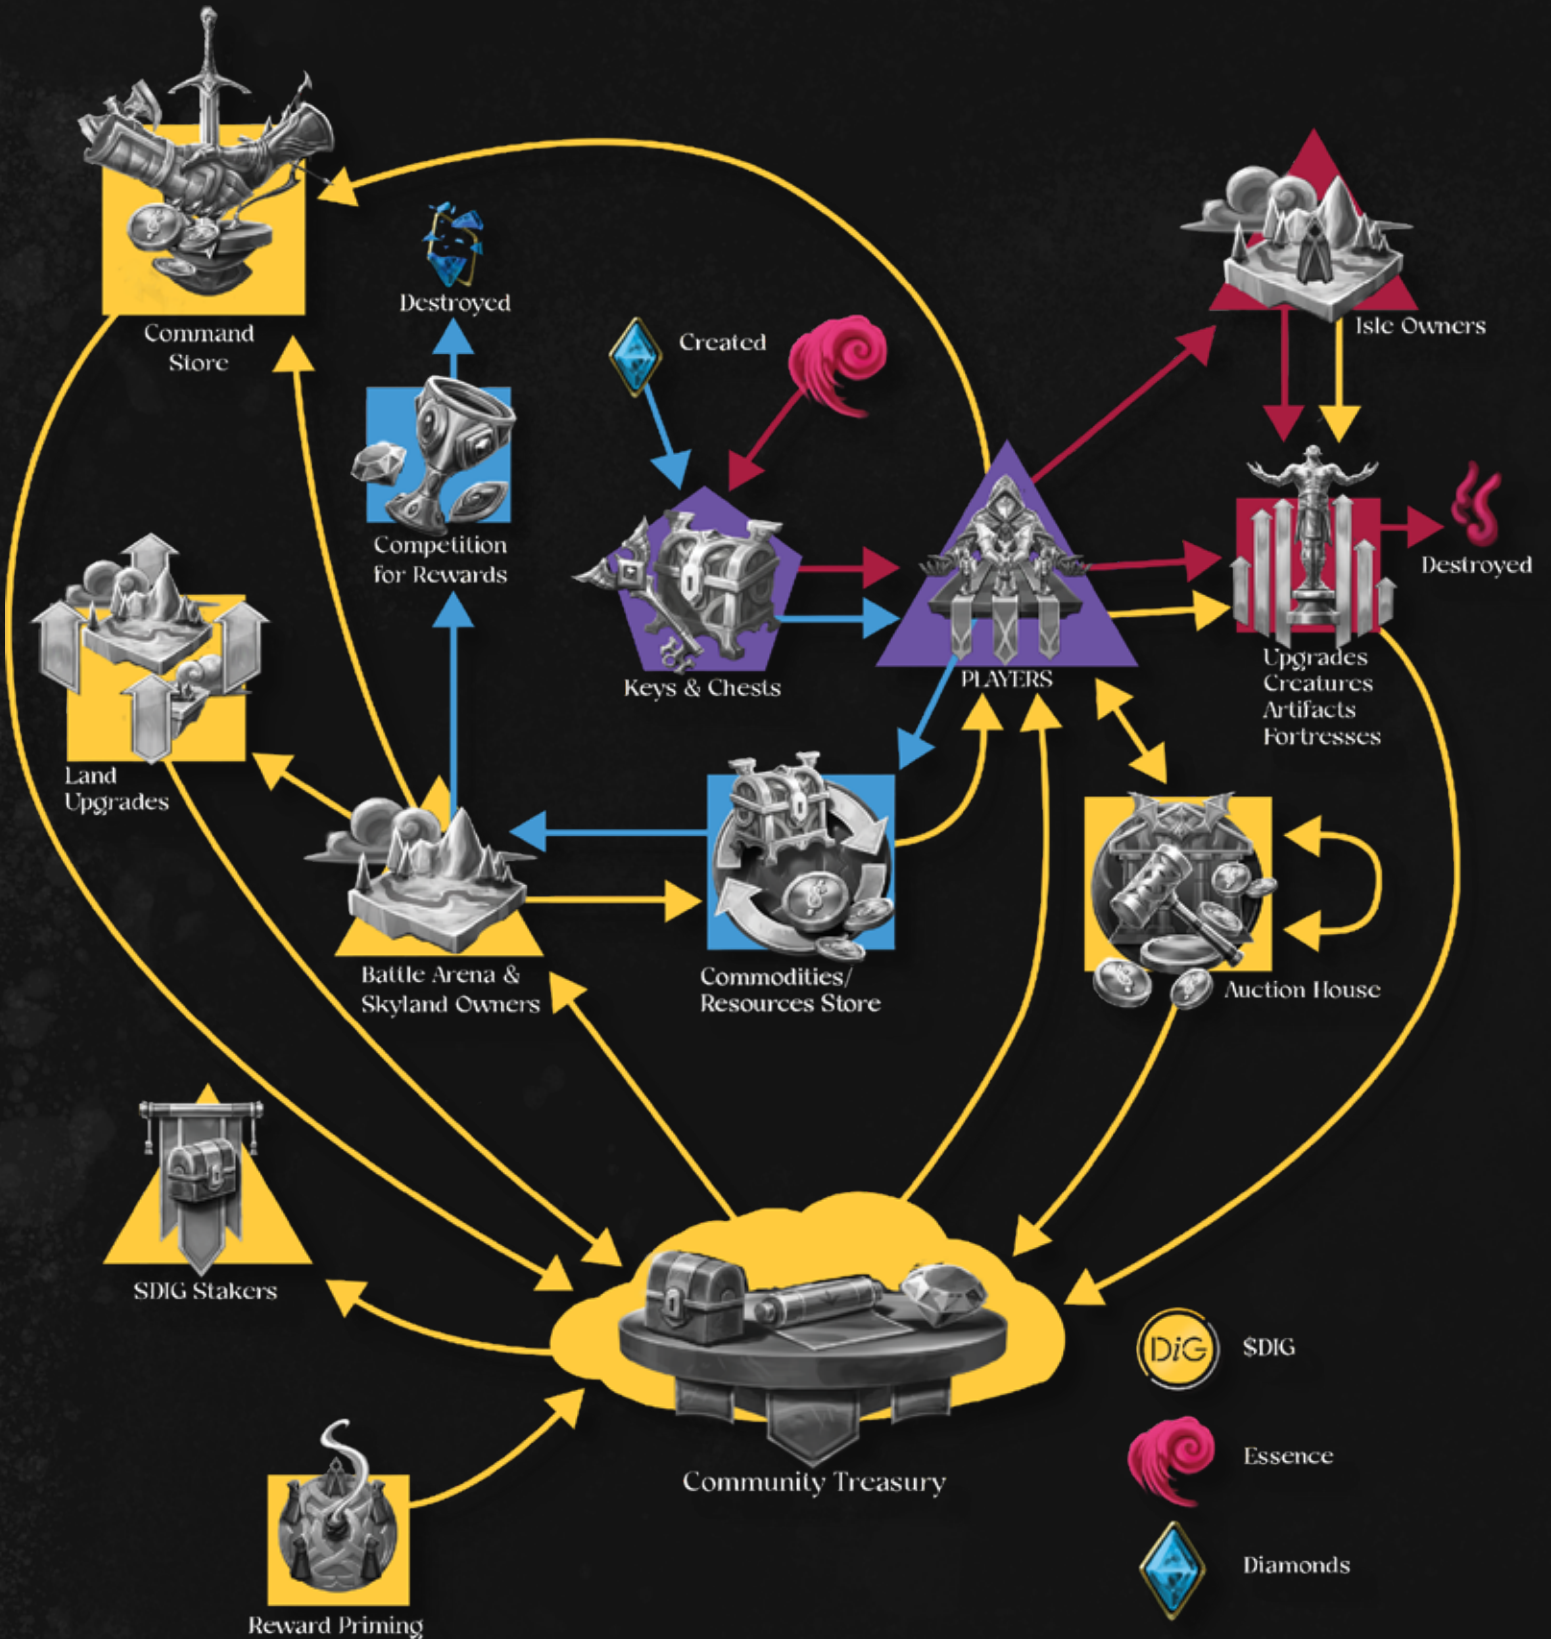 Command
Store
Destroyed
Created
Isle Owners
Competition
for Rewards
Destroyed
Keys & Chests
PLAYERS
Upgrades
Creatures
Artifacts
Fortresses
Land
Upgrades
Battle Arena &
Skyland Owners
Commodities/
Resources Store
Auction House
SDIG Stakers
DiG
$DIG
Essence
Community Treasury
Diamonds
Reward Priming